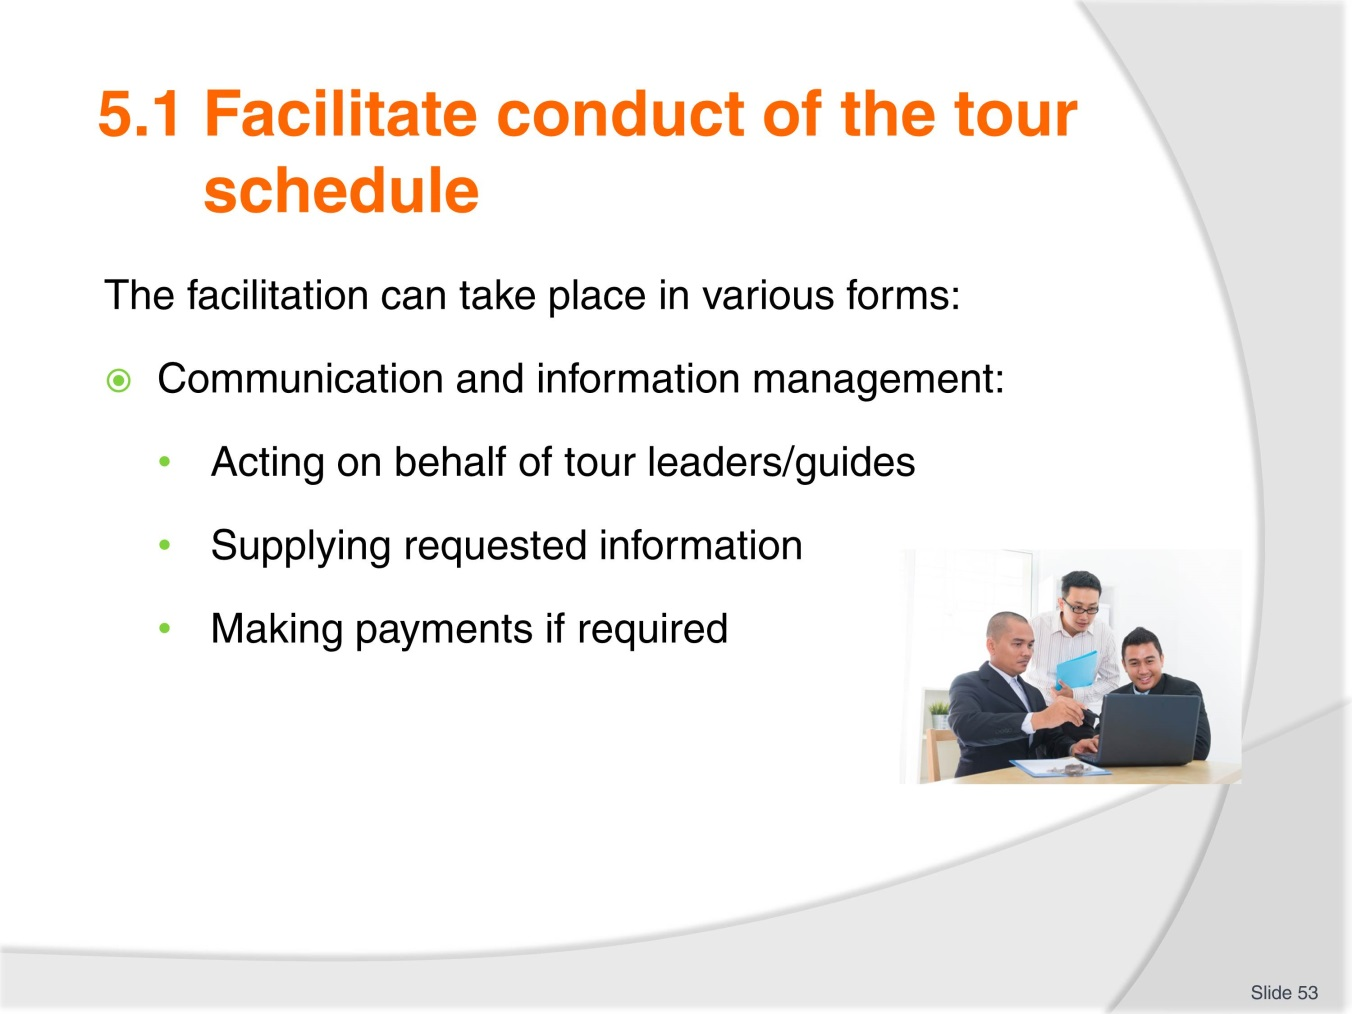 5.1 Facilitate conduct of the tour
schedule
The facilitation can take place in various forms:
Communication and information management:
• Acting on behalf of tour leaders/guides
• Supplying requested information
• Making payments if required
Slide 53